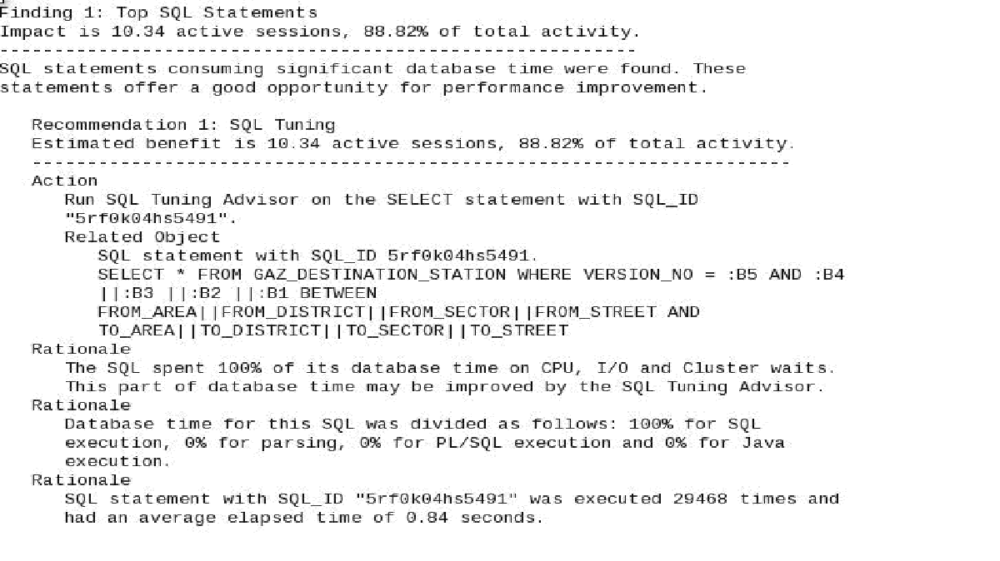 Finding 1: Top SQL Statements
Impact is 10.34 active sessions, 88.82% of total activity.
----------------------------------------------------------
SQL statements consuming significant database time were found. These
statements offer a good opportunity for performance improvement.
Recommendation 1: SQL Tuning
Estimated benefit is 10.34 active sessions, 88.82% of total activity.
---------------------------------------------------------------------
Action
Run SQL Tuning Advisor on the SELECT statement with SQL_ID
"5rf0k04hs5491".
Related Object
SQL statement with SQL_ID 5rf0k04hs5491.
SELECT * FROM GAZ_DESTINATION_STATION WHERE VERSION_NO = :B5 AND :B4
||:B3 ||:B2 ||:B1 BETWEEN
FROM_AREA||FROM_DISTRICT||FROM_SECTOR||FROM_STREET AND
TO_AREA||TO_DISTRICT||TO_SECTOR||TO_STREET
Rationale
The SQL spent 100% of its database time on CPU, I/O and Cluster waits.
This part of database time may be improved by the SQL Tuning Advisor.
Rationale
Database time for this SQL was divided as follows: 100% for SQL
execution, 0% for parsing, 0% for PL/SQL execution and 0% for Java
execution.
Rationale
SQL statement with SQL_ID "5rf0k04hs5491" was executed 29468 times and
had an average elapsed time of 0.84 seconds.